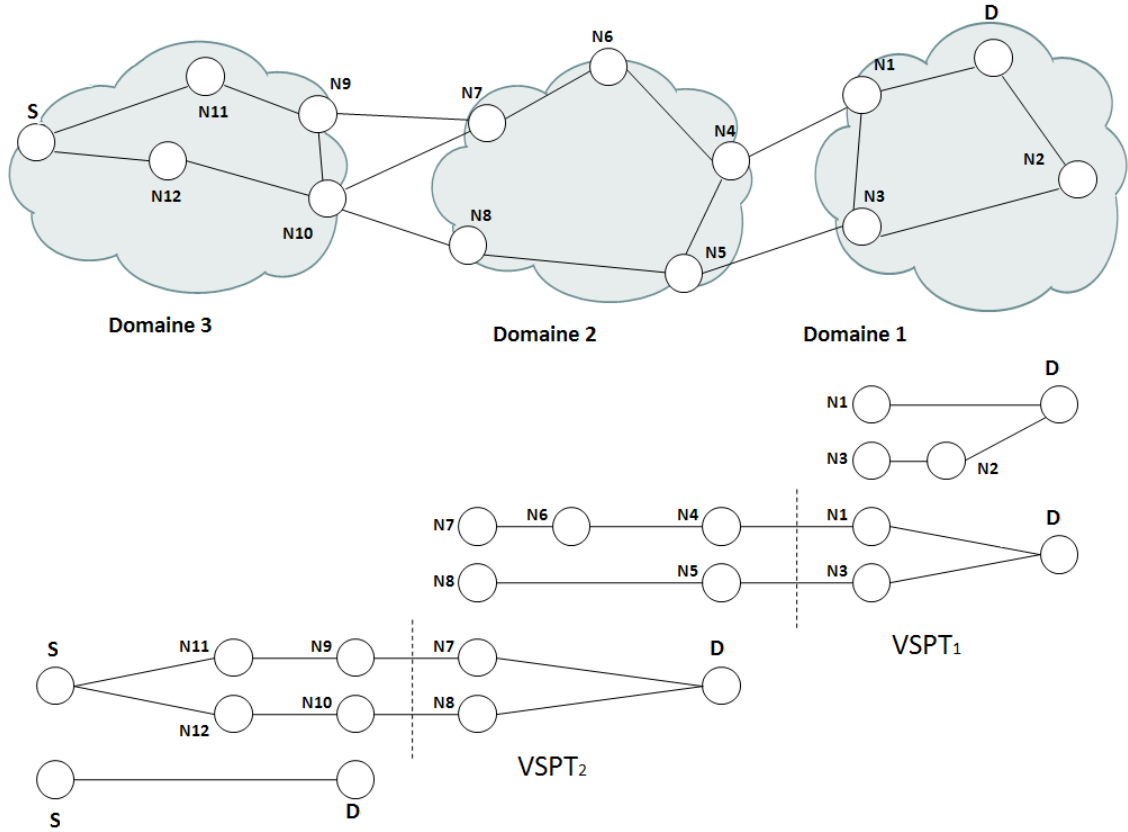 D
N6
N1
N9
N7
S
N11
N4
N2
N12
N3
N8
N10
N5
Domaine 3
Domaine 2
Domaine 1
D
N1
N3
N2
N7
N6
N4
N1
D
N8
N5
N3
VSPT1
S
N11
N9
N7
D
N12
N10
N8
VSPT2
S
D